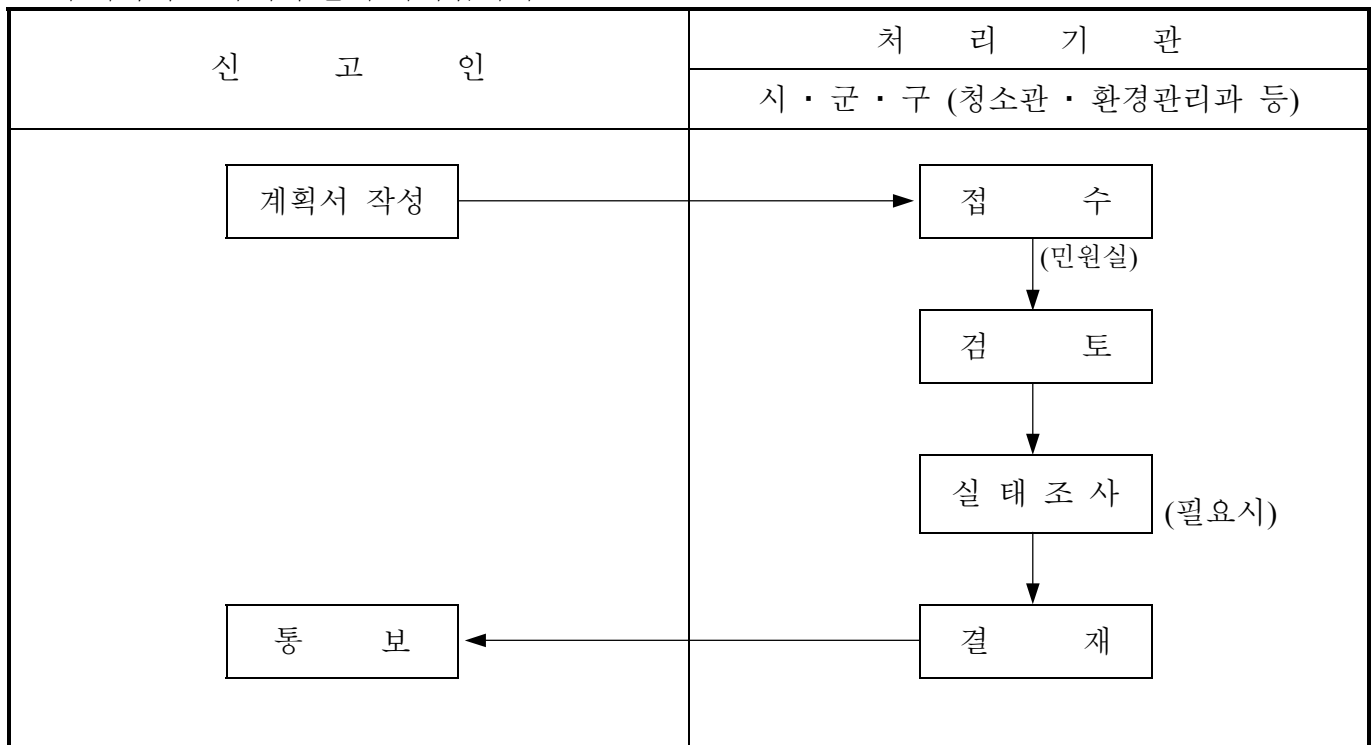 신 고 인
처 리 기 관
시·군·구 (청소관·환경관리과 등)
계획서 작성
접 수
(민원실)
검 토
실 태 조 사
(필요시)
통 보
결 재